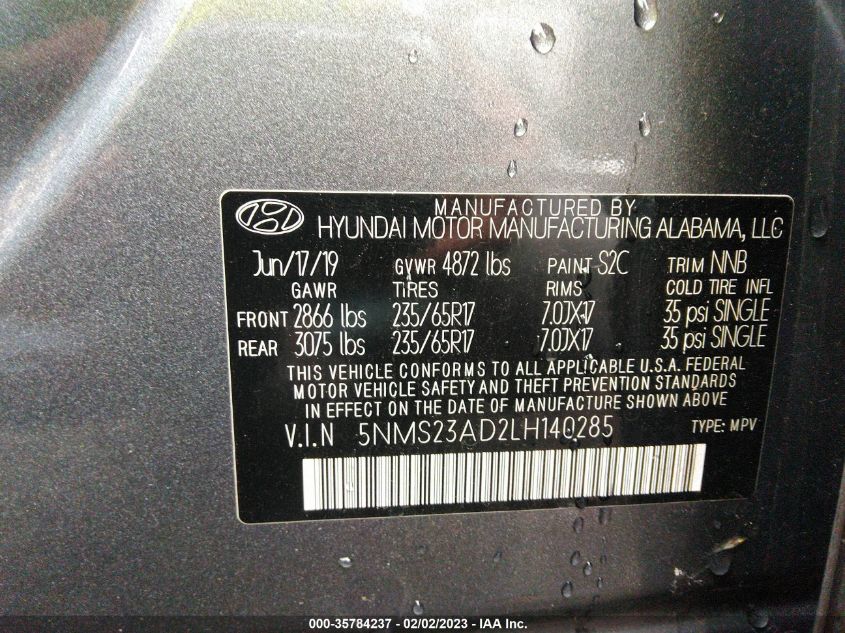 MANUFACTURED BY
HYUNDAI MOTOR MANUFACTURING ALABAMA, LLC
Jun/17/19 GVWR 4872 lbs PAINT S2C TRIM NNB
GAWR TIRES RIMS COLD TIRE INFL
FRONT 2866 lbs 235/65R17 7.0JX17 35 psi SINGLE
REAR 3075 lbs 235/65R17 7.0JX17 35 psi SINGLE
THIS VEHICLE CONFORMS TO ALL APPLICABLE U.S.A. FEDERAL
MOTOR VEHICLE SAFETY AND THEFT PREVENTION STANDARDS
IN EFFECT ON THE DATE OF MANUFACTURE SHOWN ABOVE
V.I.N 5NMS23AD2LH140285 TYPE: MPV
000-35784237 - 02/02/2023 - IAA Inc.